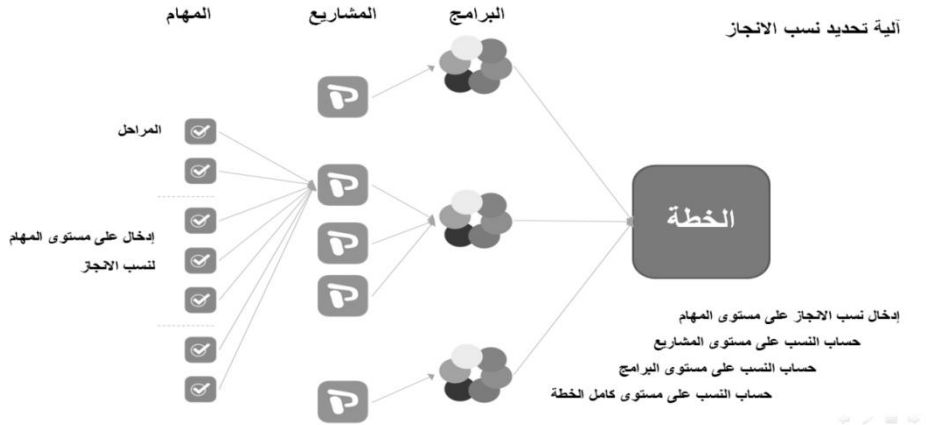 آلية تحديد نسب الانجاز
البرامج
المشاريع
المهام
المراحل
إدخال على مستوى المهام
لنسب الانجاز
الخطة
إدخال نسب الانجاز على مستوى المهام
حساب النسب على مستوى المشاريع
حساب النسب على مستوى البرامج
حساب النسب على مستوى كامل الخطة